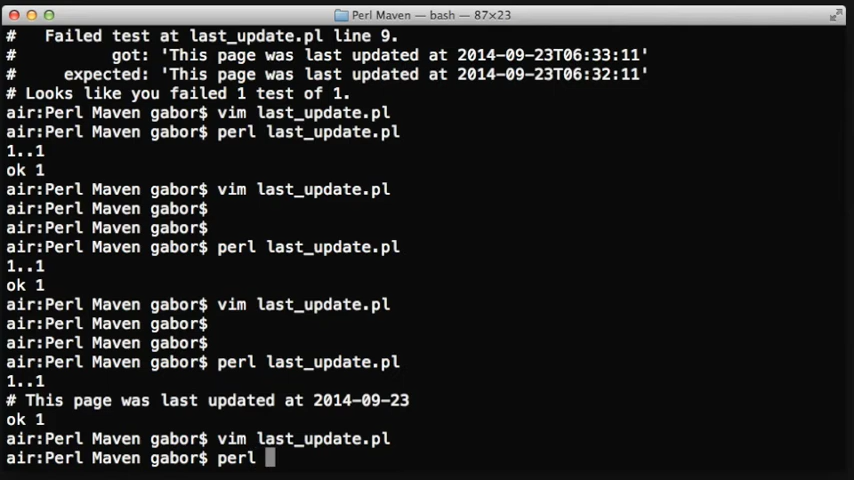 Perl Maven — bash — 87×23
#   Failed test at last_update.pl line 9.
#          got: 'This page was last updated at 2014-09-23T06:33:11'
#     expected: 'This page was last updated at 2014-09-23T06:32:11'
# Looks like you failed 1 test of 1.
air:Perl Maven gabor$ vim last_update.pl
air:Perl Maven gabor$ perl last_update.pl
1..1
ok 1
air:Perl Maven gabor$ vim last_update.pl
air:Perl Maven gabor$
air:Perl Maven gabor$
air:Perl Maven gabor$ perl last_update.pl
1..1
ok 1
air:Perl Maven gabor$ vim last_update.pl
air:Perl Maven gabor$
air:Perl Maven gabor$
air:Perl Maven gabor$ perl last_update.pl
1..1
# This page was last updated at 2014-09-23
ok 1
air:Perl Maven gabor$ vim last_update.pl
air:Perl Maven gabor$ perl